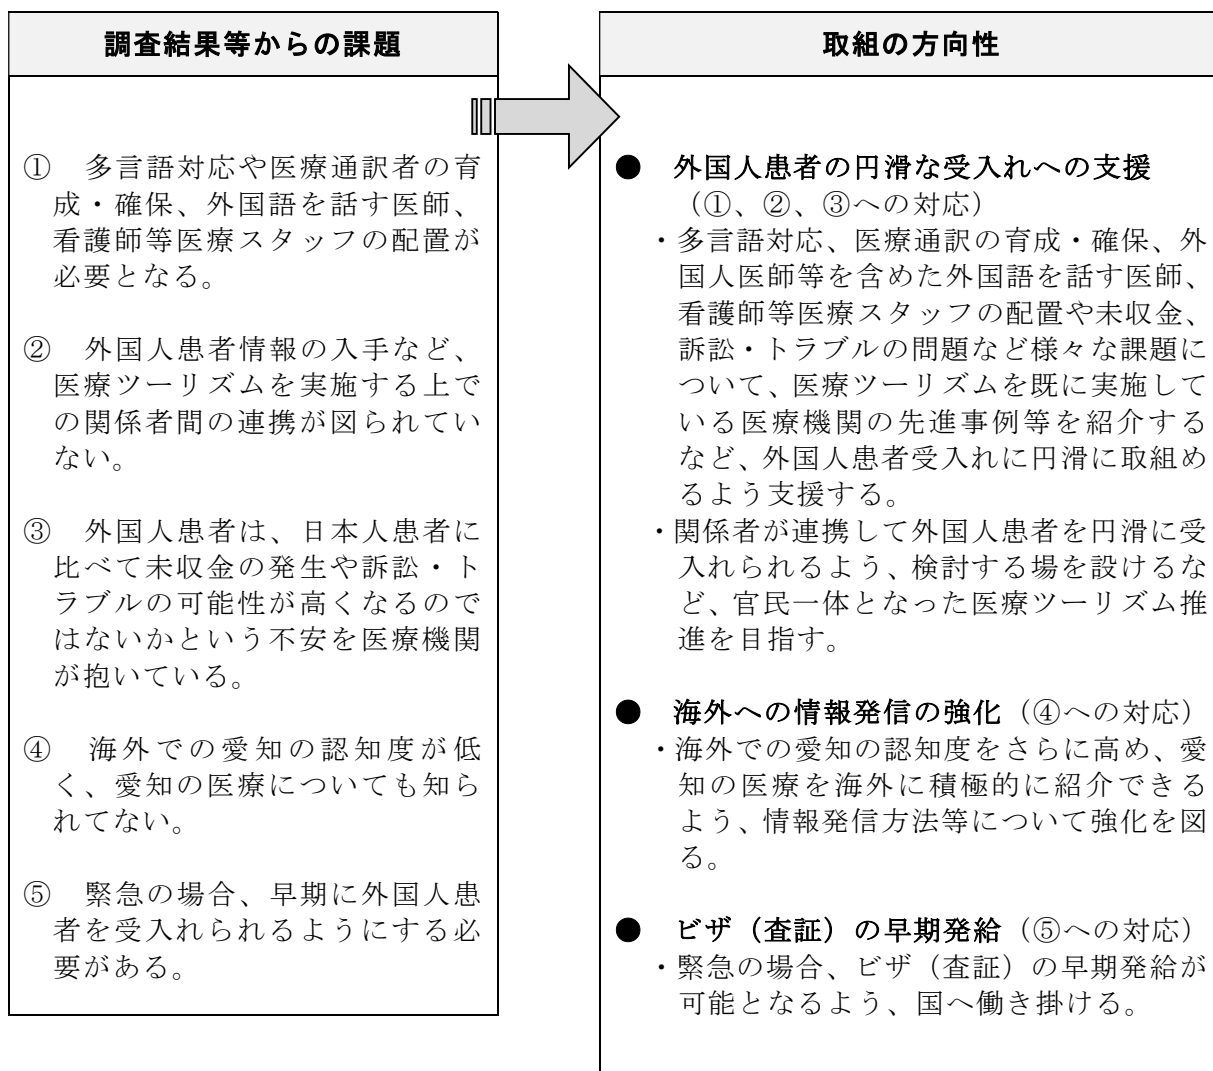 調査結果等からの課題
① 多言語対応や医療通訳者の育
成・確保、外国語を話す医師、
看護師等医療スタッフの配置が
必要となる。
② 外国人患者情報の入手など、
医療ツーリズムを実施する上で
の関係者間の連携が図られてい
ない。
③ 外国人患者は、日本人患者に
比べて未収金の発生や訴訟・ト
ラブルの可能性が高くなるので
はないかという不安を医療機関
が抱いている。
④ 海外での愛知の認知度が低
く、愛知の医療についても知ら
れてない。
⑤ 緊急の場合、早期に外国人患
者を受入れられるようにする必
要がある。
取組の方向性
● 外国人患者の円滑な受入れへの支援
（①、②、③への対応）
・多言語対応、医療通訳の育成・確保、外
国人医師等を含めた外国語を話す医師、
看護師等医療スタッフの配置や未収金、
訴訟・トラブルの問題など様々な課題に
ついて、医療ツーリズムを既に実施して
いる医療機関の先進事例等を紹介する
など、外国人患者受入れに円滑に取組め
るよう支援する。
・関係者が連携して外国人患者を円滑に受
入れられるよう、検討する場を設けるな
ど、官民一体となった医療ツーリズム推
進を目指す。
● 海外への情報発信の強化（④への対応）
・海外での愛知の認知度をさらに高め、愛
知の医療を海外に積極的に紹介できる
よう、情報発信方法等について強化を図
る。
● ビザ（査証）の早期発給（⑤への対応）
・緊急の場合、ビザ（査証）の早期発給が
可能となるよう、国へ働き掛ける。